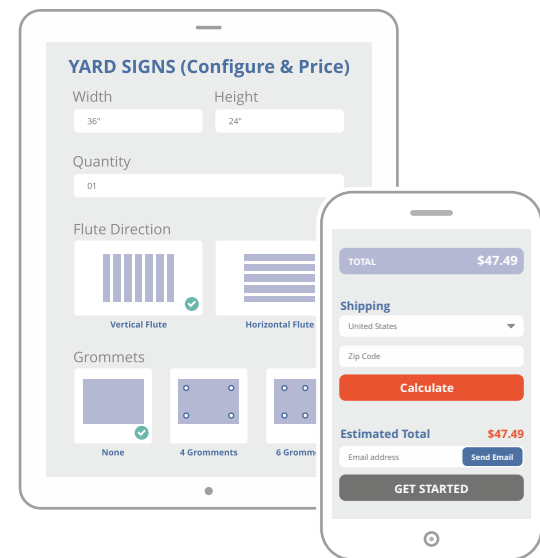 YARD SIGNS (Configure & Price)
Width
Height
36"
24"
Quantity
01
Flute Direction
Vertical Flute
Horizontal Flute
Grommets
None
4 Gromments
6 Gromme
TOTAL
$47.49
Shipping
United States
Zip Code
Calculate
Estimated Total
$47.49
Email address
Send Email
GET STARTED